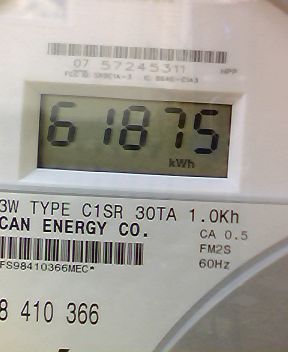 07 57245311
NPP
61875
kWh
3W TYPE C1SR 30TA 1.0Kh
CAN ENERGY CO.
CA 0.5
FM2S
60Hz
FS98410366MEC*
8 410 366